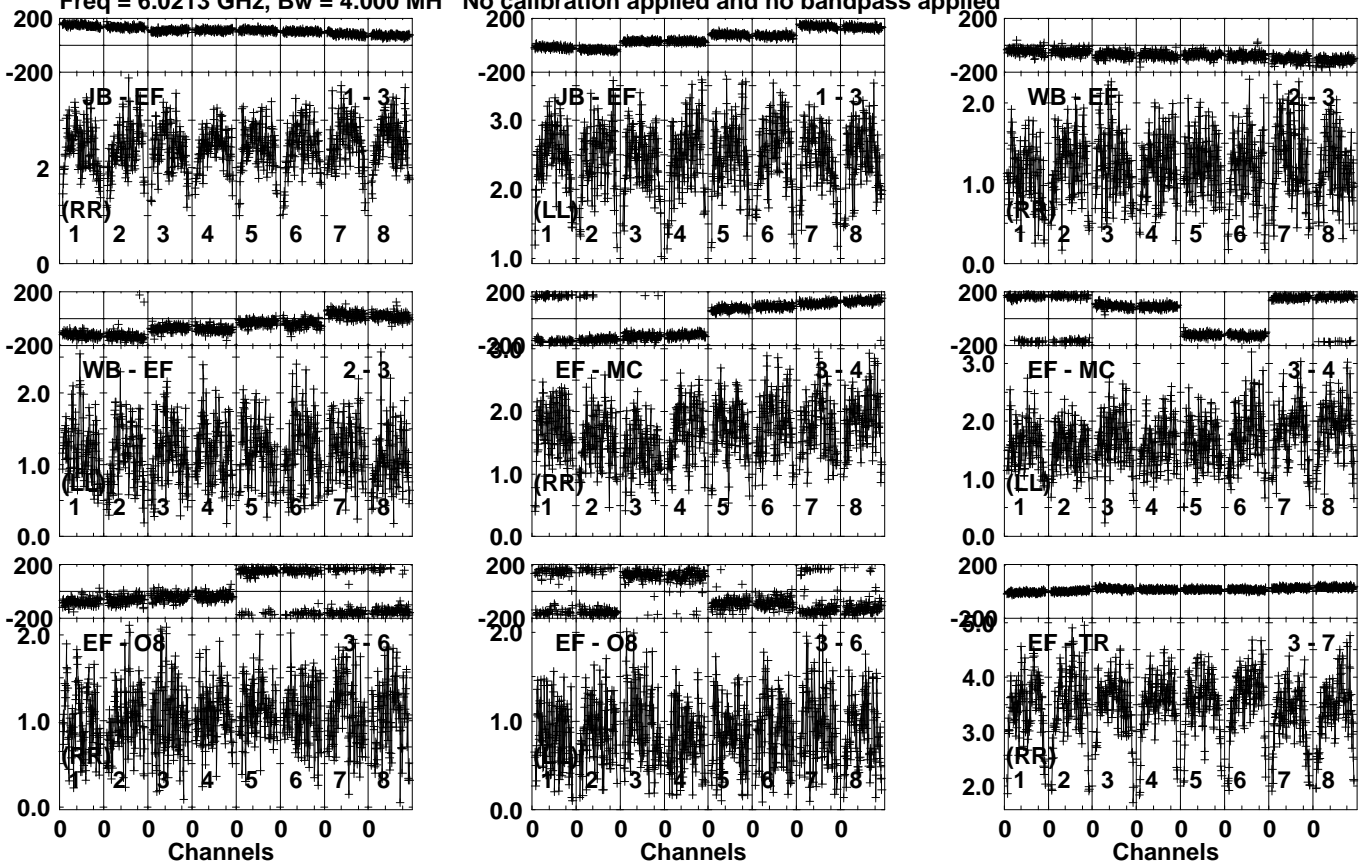 Freq = 6.0213 GHz, Bw = 4.000 MH   No calibration applied and no bandpass applied
200 200 200
-200 -200 -200
JB - EF 1 - 3 JB - EF 1 - 3 WB - EF 2 - 3
3.0 2.0
2 2.0 1.0
(RR) (LL) (RR)
1 2 3 4 5 6 7 8 1 2 3 4 5 6 7 8 1 2 3 4 5 6 7 8
0 1.0 0.0
200 200 200
-200 -200 -200
3.0
WB - EF 2 - 3 EF - MC 3 - 4 EF - MC 3 - 4
3.0
2.0 2.0 2.0
1.0 1.0 1.0
(LL) (RR) (LL)
1 2 3 4 5 6 7 8 1 2 3 4 5 6 7 8 1 2 3 4 5 6 7 8
0.0 0.0 0.0
200 200 200
-200 -200 -200
2.0 2.0 5.0
EF - O8 3 - 6 EF - O8 3 - 6 EF - TR 3 - 7
4.0
1.0 1.0 3.0
(RR) (LL) (RR)
1 2 3 4 5 6 7 8 1 2 3 4 5 6 7 8 1 2 3 4 5 6 7 8
2.0
0.0 0.0
0 0 0 0 0 0 0 0 0 0 0 0 0 0 0 0 0 0 0 0 0 0 0 0
Channels Channels Channels